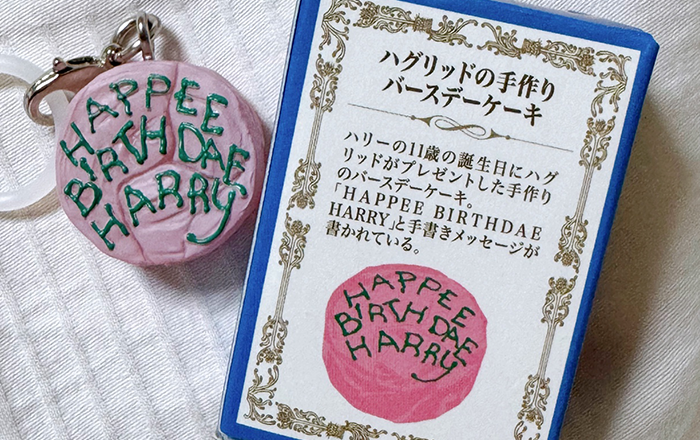 HAPPEE
BIRTHDAE
HARRY
ハグリッドの手作り
バースデーケーキ
ハリーの11歳の誕生日にハグ
リッドがプレゼントした手作り
のバースデーケーキ。
「HAPPEE BIRTHDAE
HARRY」と手書きメッセージが
書かれている。
HAPPEE
BIRTHDAE
HARRY